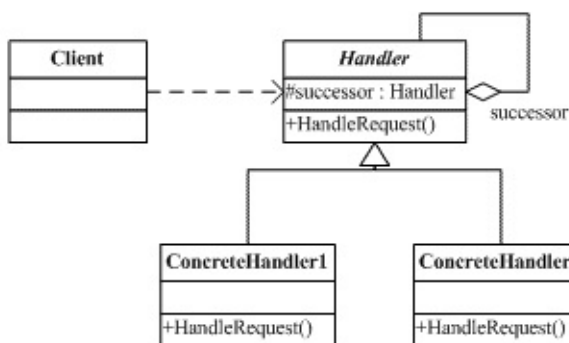 Client
Handler
#successor : Handler
+HandleRequest()
successor
ConcreteHandler1
+HandleRequest()
ConcreteHandler
+HandleRequest()